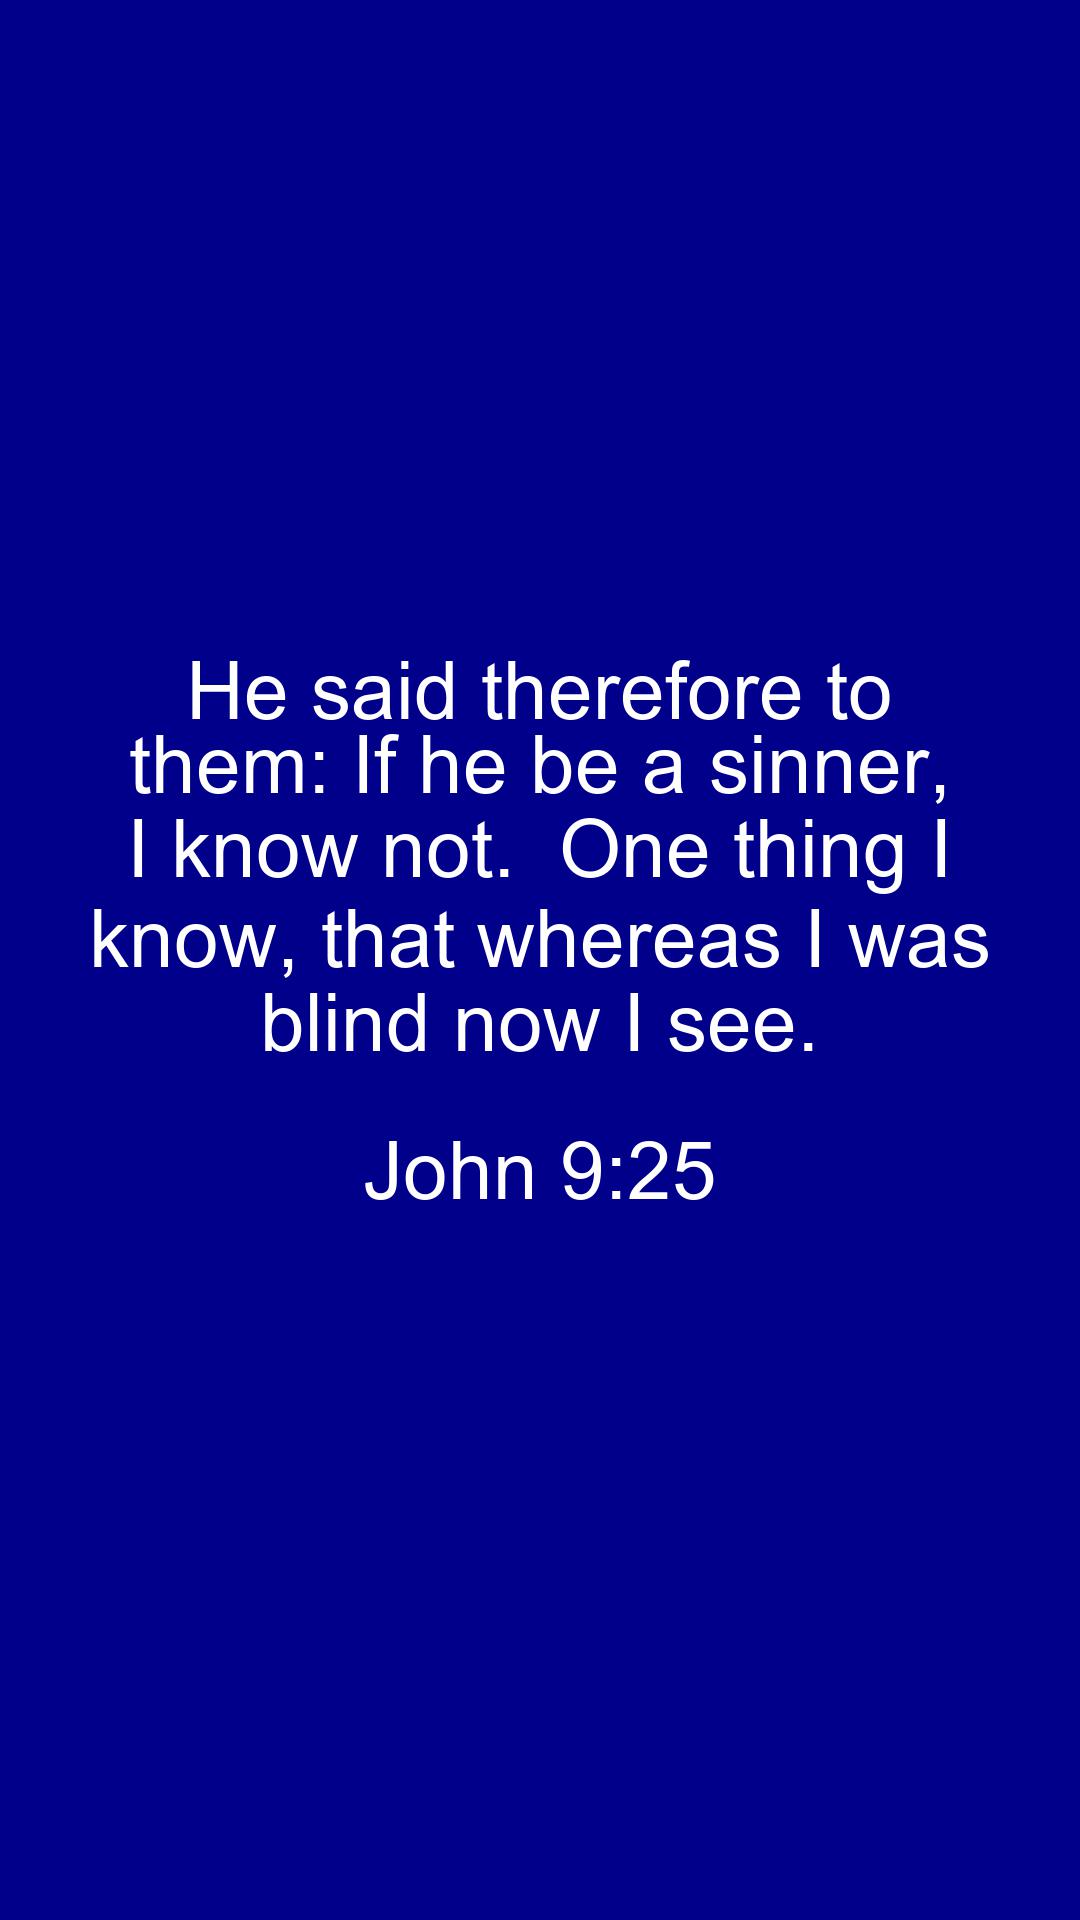 He said therefore to
them: If he be a sinner,
I know not.  One thing I
know, that whereas I was
blind now I see.
John 9:25